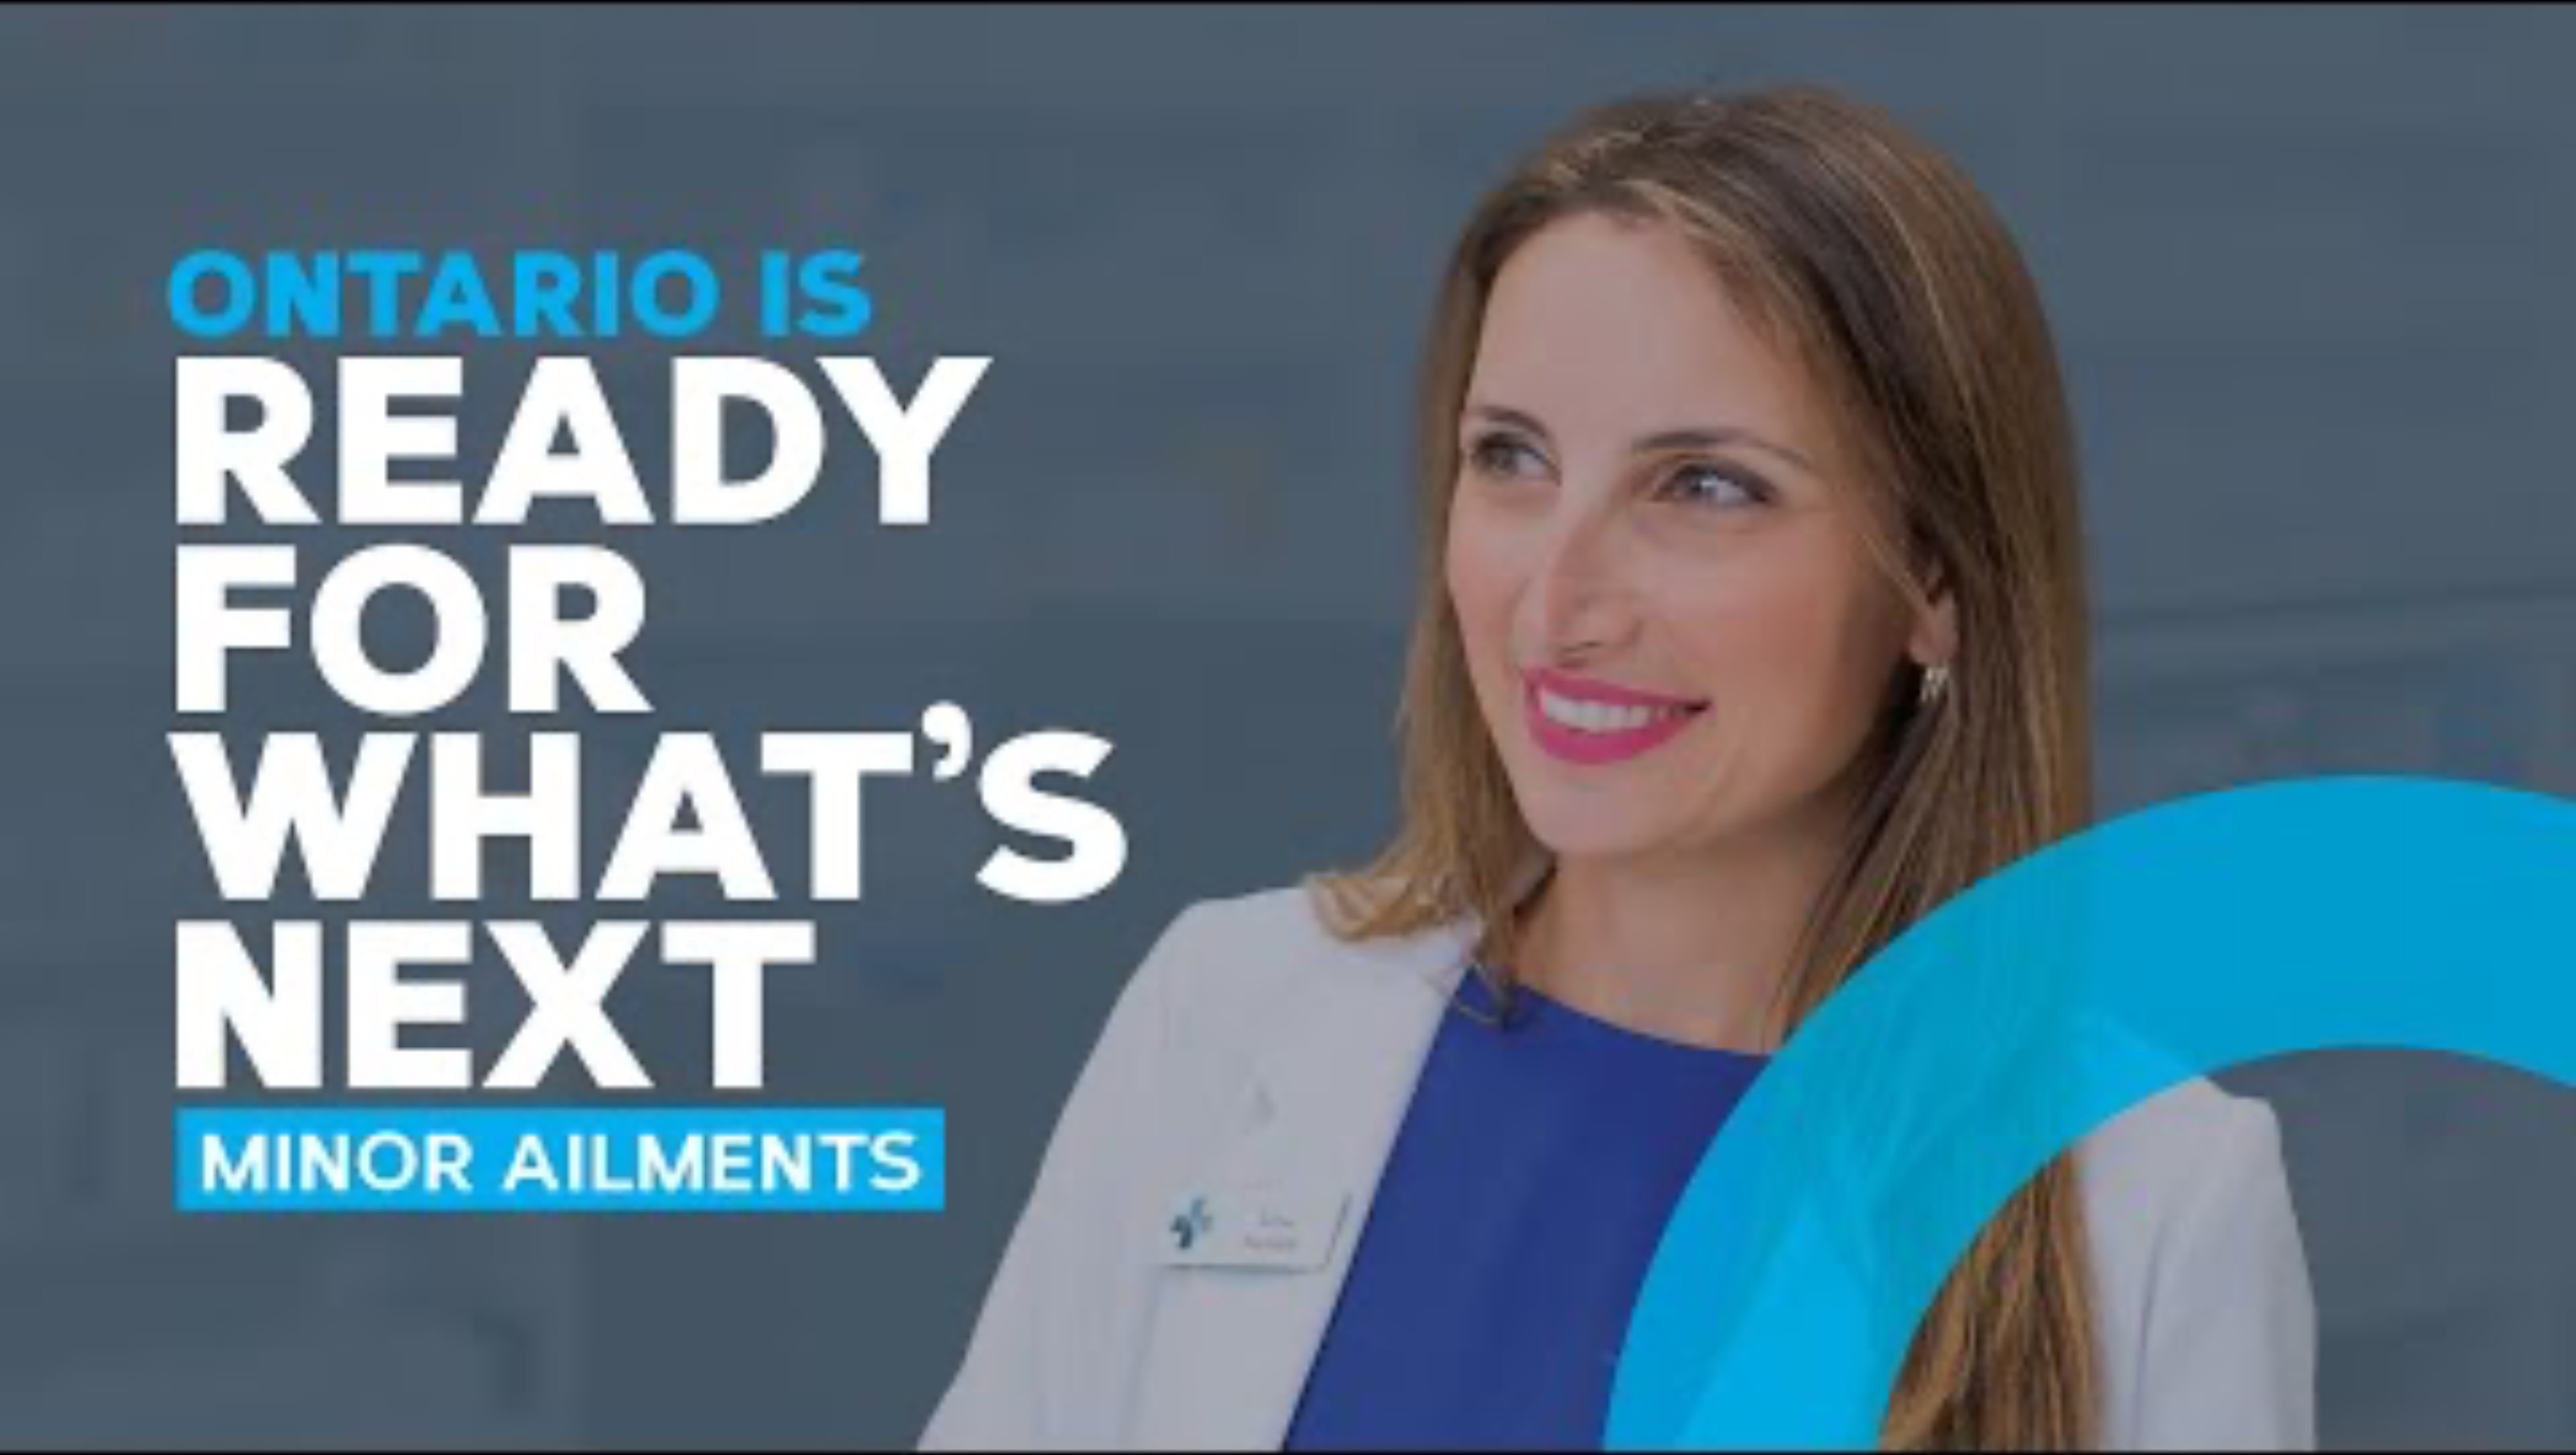 ONTARIO IS
READY
FOR
WHAT'S
NEXT
MINOR AILMENTS